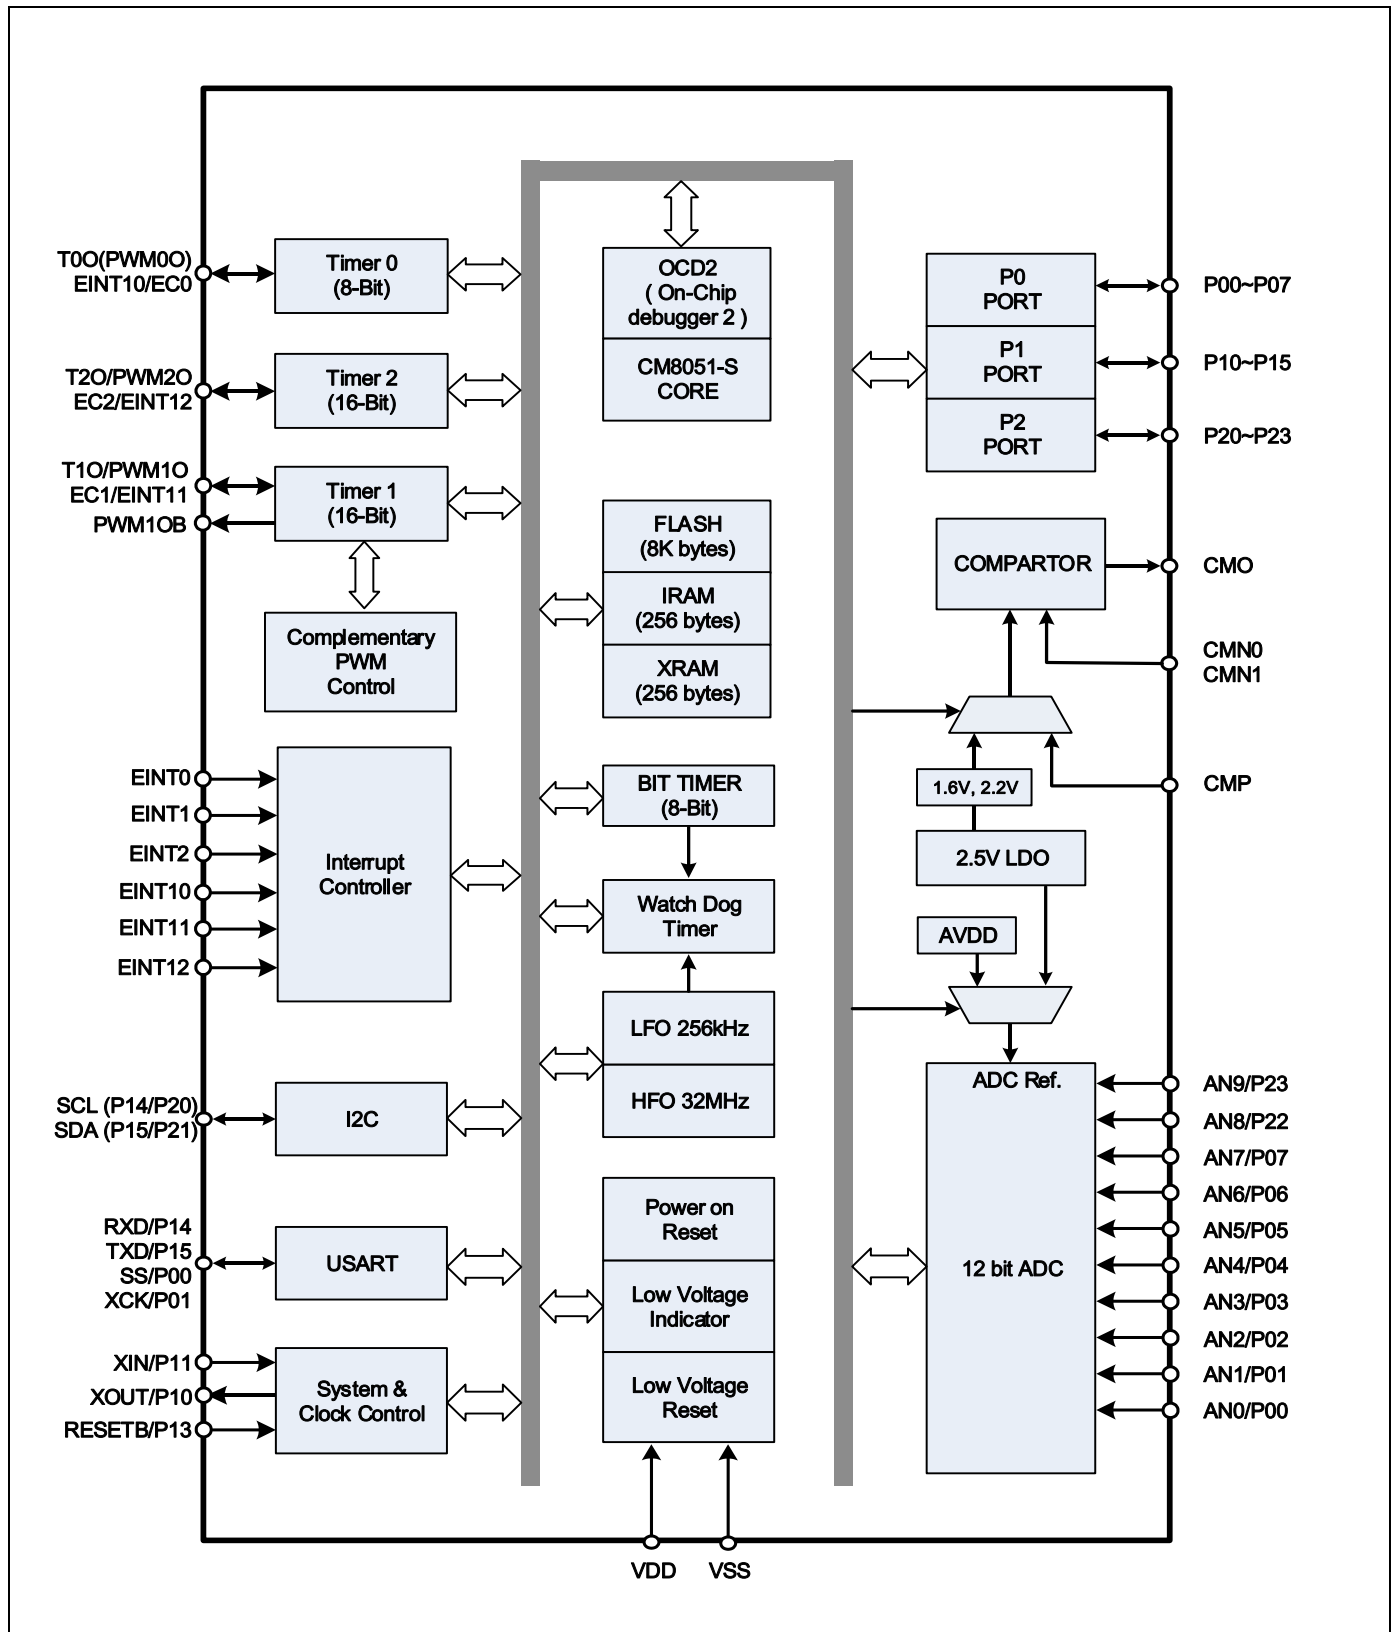 T0O(PWM0O)
EINT10/EC0
Timer 0
(8-Bit)
T2O/PWM2O
EC2/EINT12
Timer 2
(16-Bit)
T1O/PWM1O
EC1/EINT11
PWM1OB
Timer 1
(16-Bit)
Complementary
PWM
Control
EINT0
EINT1
EINT2
EINT10
EINT11
EINT12
Interrupt
Controller
SCL (P14/P20)
SDA (P15/P21)
I2C
RXD/P14
TXD/P15
SS/P00
XCK/P01
USART
XIN/P11
XOUT/P10
RESETB/P13
System &
Clock Control
OCD2
( On-Chip
debugger 2 )
CM8051-S
CORE
FLASH
(8K bytes)
IRAM
(256 bytes)
XRAM
(256 bytes)
BIT TIMER
(8-Bit)
Watch Dog
Timer
LFO 256kHz
HFO 32MHz
Power on
Reset
Low Voltage
Indicator
Low Voltage
Reset
VDD
VSS
P0
PORT
P1
PORT
P2
PORT
P00~P07
P10~P15
P20~P23
COMPARTOR
CMO
CMN0
CMN1
1.6V, 2.2V
CMP
2.5V LDO
AVDD
ADC Ref.
12 bit ADC
AN9/P23
AN8/P22
AN7/P07
AN6/P06
AN5/P05
AN4/P04
AN3/P03
AN2/P02
AN1/P01
AN0/P00